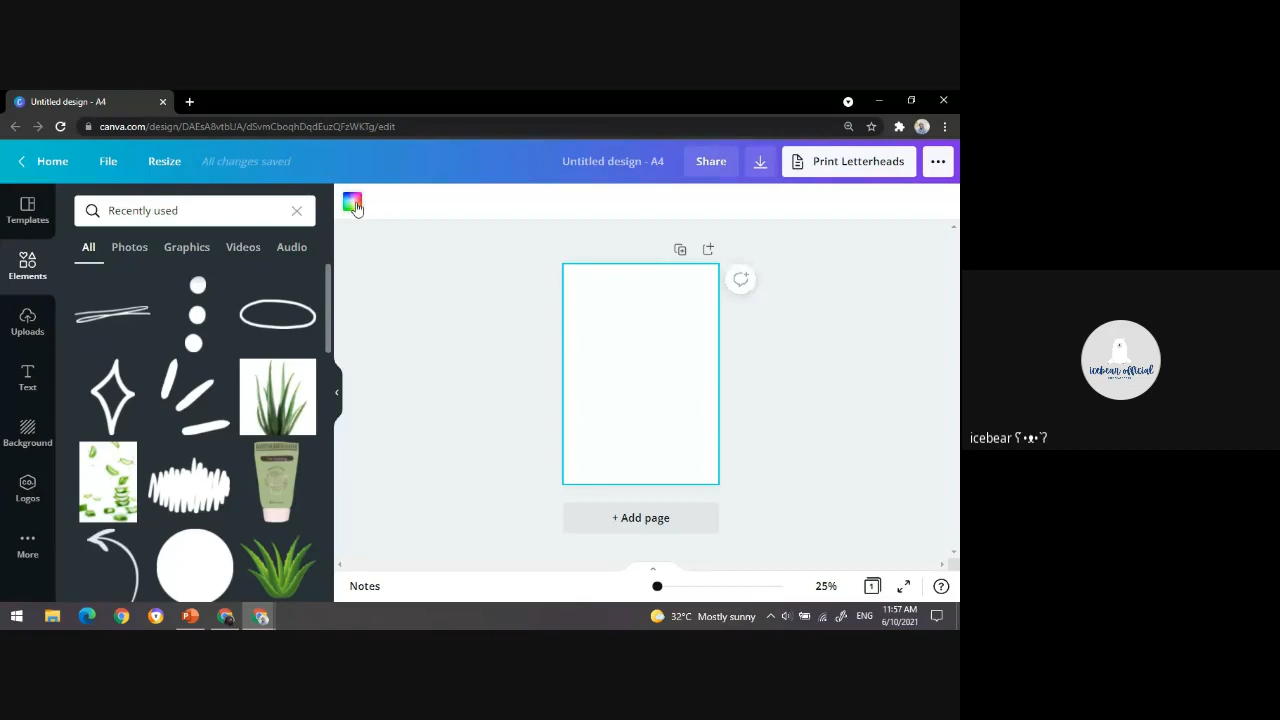 Untitled design - A4
canva.com/design/DAEsA8vtbUA/dSvmCboqhDqdEuzQFzWKTg/edit
Home
File
Resize
All changes saved
Untitled design - A4
Share
Print Letterheads
Templates
Elements
Uploads
Text
Background
CO.
Logos
More
Recently used
All
Photos
Graphics
Videos
Audio
+ Add page
Notes
25%
1
32°C Mostly sunny
ENG
11:57 AM
6/10/2021
icebear official
icebear ʕ •ᴥ• ʔ